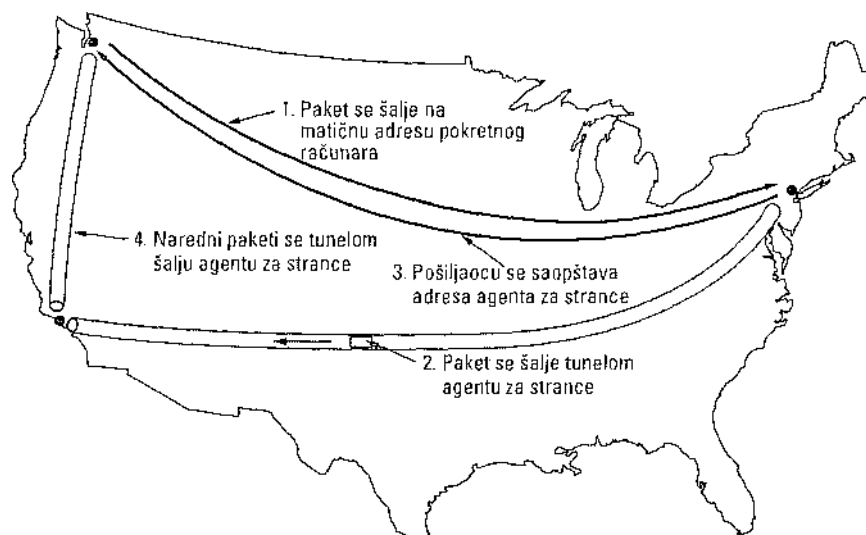 1. Paket se šalje na
matičnu adresu pokretnog
računara
4. Naredni paketi se tunelom
šalju agentu za strance
3. Pošiljaocu se saopštava
adresa agenta za strance
2. Paket se šalje tunelom
agentu za strance